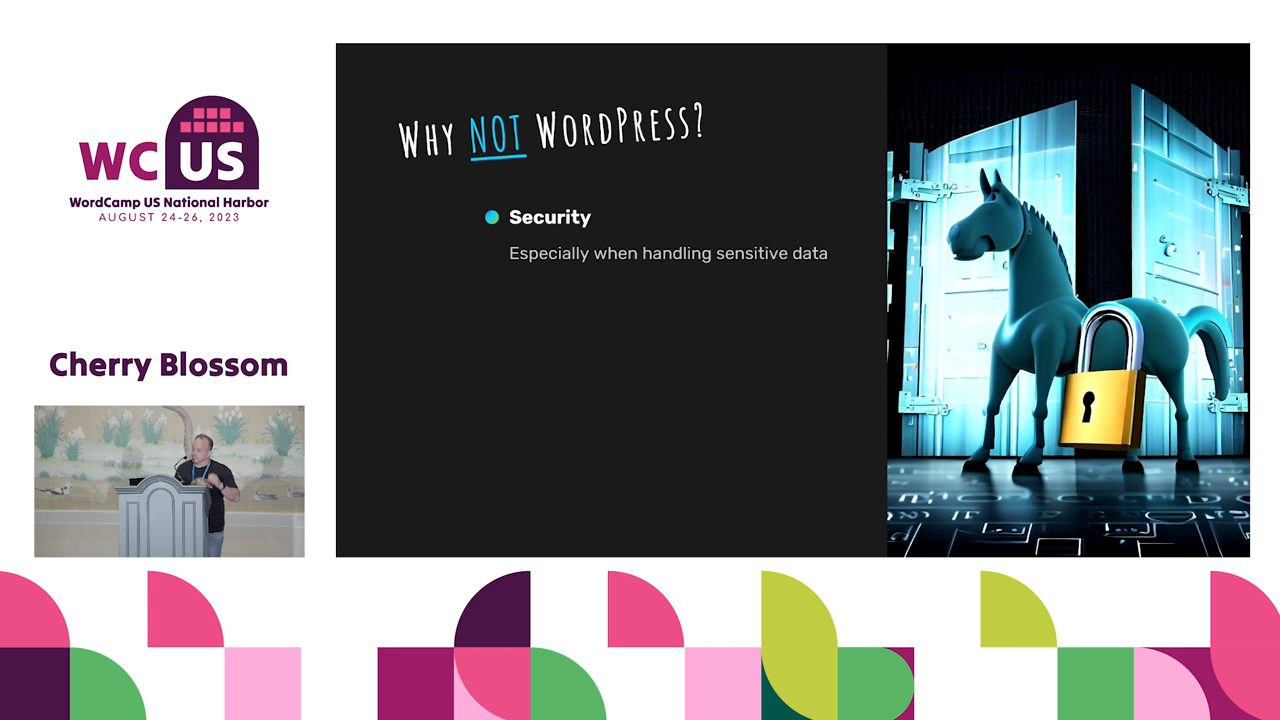 WC US
WordCamp US National Harbor
AUGUST 24-26, 2023
Cherry Blossom
WHY NOT WORDPRESS?
Security
Especially when handling sensitive data